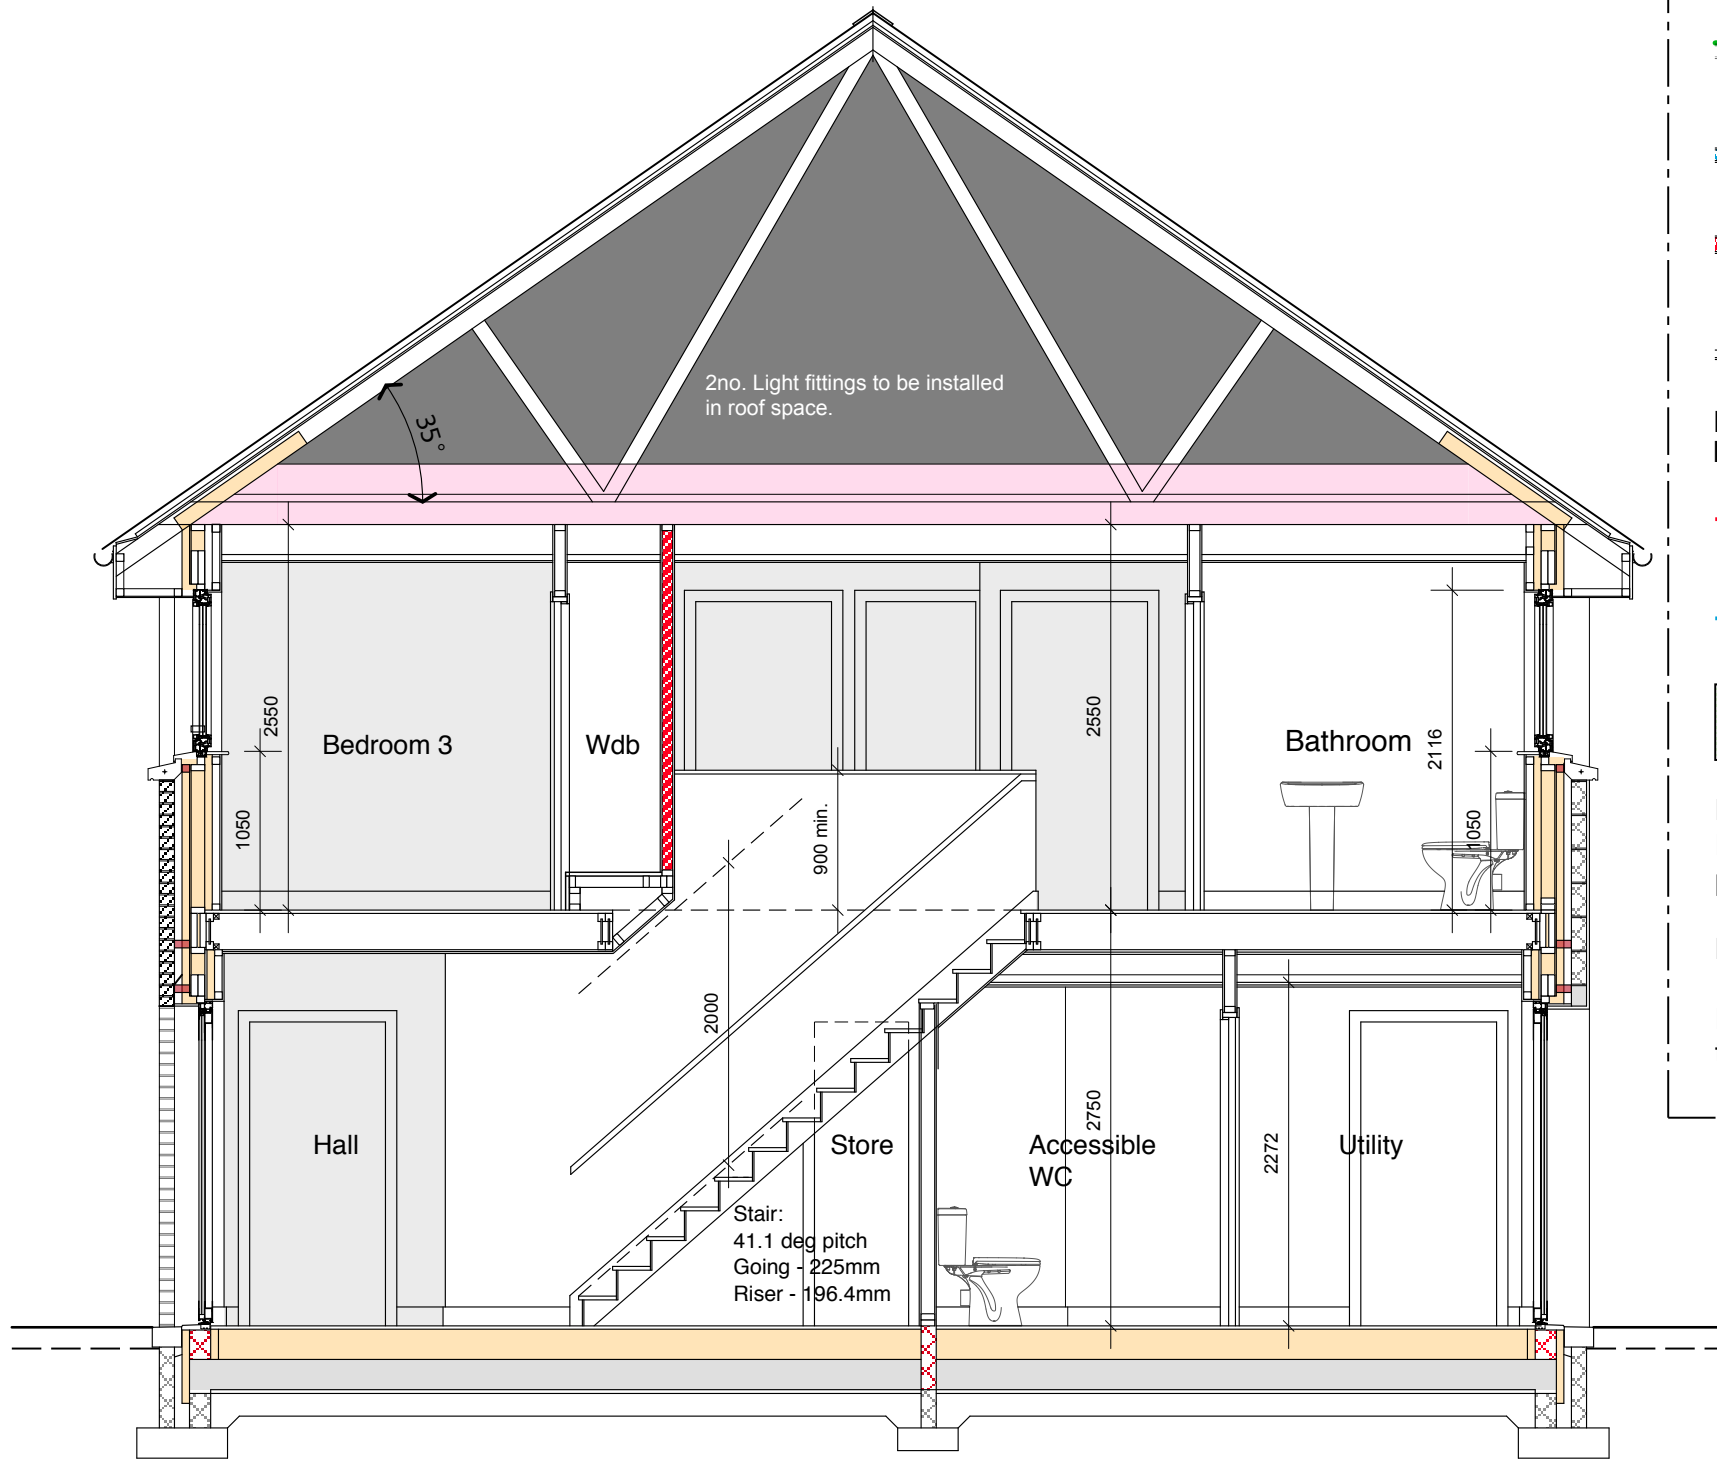 2no. Light fittings to be installed
in roof space.
35°
2550
2550
2116
Bedroom 3
Wdb
Bathroom
1050
900 min.
1050
2000
2750
2272
Hall
Store
Accessible
WC
Utility
Stair:
41.1 deg pitch
Going - 225mm
Riser - 196.4mm